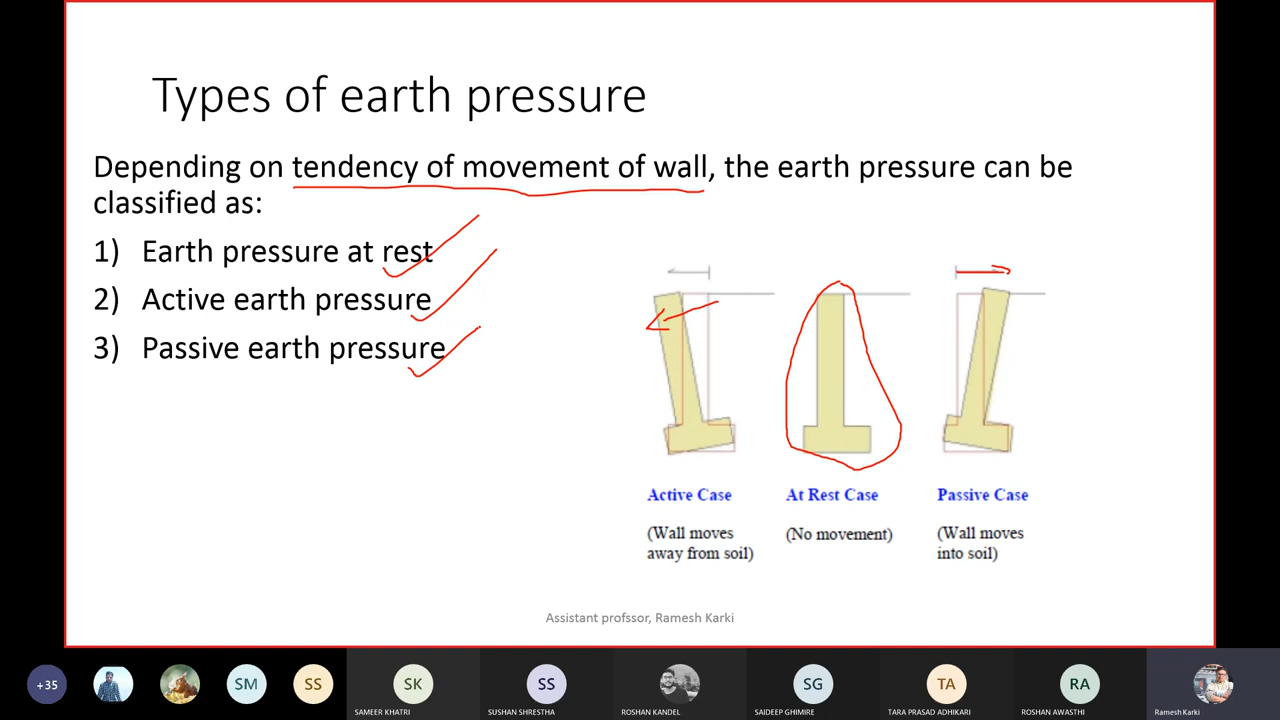 Types of earth pressure
Depending on tendency of movement of wall, the earth pressure can be
classified as:
1) Earth pressure at rest
2) Active earth pressure
3) Passive earth pressure
Active Case
(Wall moves
away from soil)
At Rest Case
(No movement)
Passive Case
(Wall moves
into soil)
Assistant profssor, Ramesh Karki
+35
SM
SS
SK
SAMEER KHATRI
SS
SUSHAN SHRESTHA
ROSHAN KANDEL
SG
SAIDEEP GHIMIRE
TA
TARA PRASAD ADHIKARI
RA
ROSHAN AWASTHI
Ramesh Karki